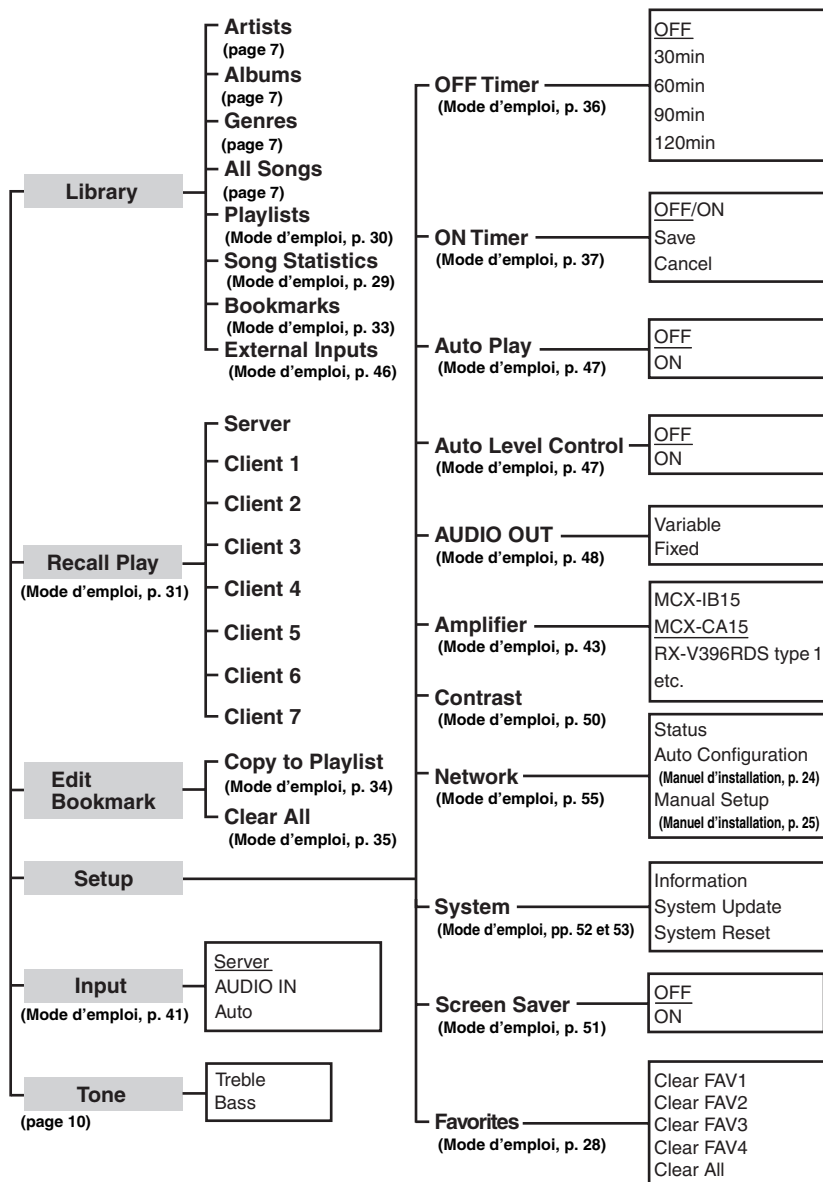 Library
Artists
(page 7)
Albums
(page 7)
Genres
(page 7)
All Songs
(page 7)
Playlists
(Mode d'emploi, p. 30)
Song Statistics
(Mode d'emploi, p. 29)
Bookmarks
(Mode d'emploi, p. 33)
External Inputs
(Mode d'emploi, p. 46)
Recall Play
(Mode d'emploi, p. 31)
Server
Client 1
Client 2
Client 3
Client 4
Client 5
Client 6
Client 7
Edit
Bookmark
Copy to Playlist
(Mode d'emploi, p. 34)
Clear All
(Mode d'emploi, p. 35)
Setup
OFF Timer
(Mode d'emploi, p. 36)
OFF
30min
60min
90min
120min
ON Timer
(Mode d'emploi, p. 37)
OFF/ON
Save
Cancel
Auto Play
(Mode d'emploi, p. 47)
OFF
ON
Auto Level Control
(Mode d'emploi, p. 47)
OFF
ON
AUDIO OUT
(Mode d'emploi, p. 48)
Variable
Fixed
Amplifier
(Mode d'emploi, p. 43)
MCX-IB15
MCX-CA15
RX-V396RDS type 1
etc.
Contrast
(Mode d'emploi, p. 50)
Network
(Mode d'emploi, p. 55)
Status
Auto Configuration
(Manuel d'installation, p. 24)
Manual Setup
(Manuel d'installation, p. 25)
System
(Mode d'emploi, pp. 52 et 53)
Information
System Update
System Reset
Screen Saver
(Mode d'emploi, p. 51)
OFF
ON
Favorites
(Mode d'emploi, p. 28)
Clear FAV1
Clear FAV2
Clear FAV3
Clear FAV4
Clear All
Input
(Mode d'emploi, p. 41)
Server
AUDIO IN
Auto
Tone
(page 10)
Treble
Bass